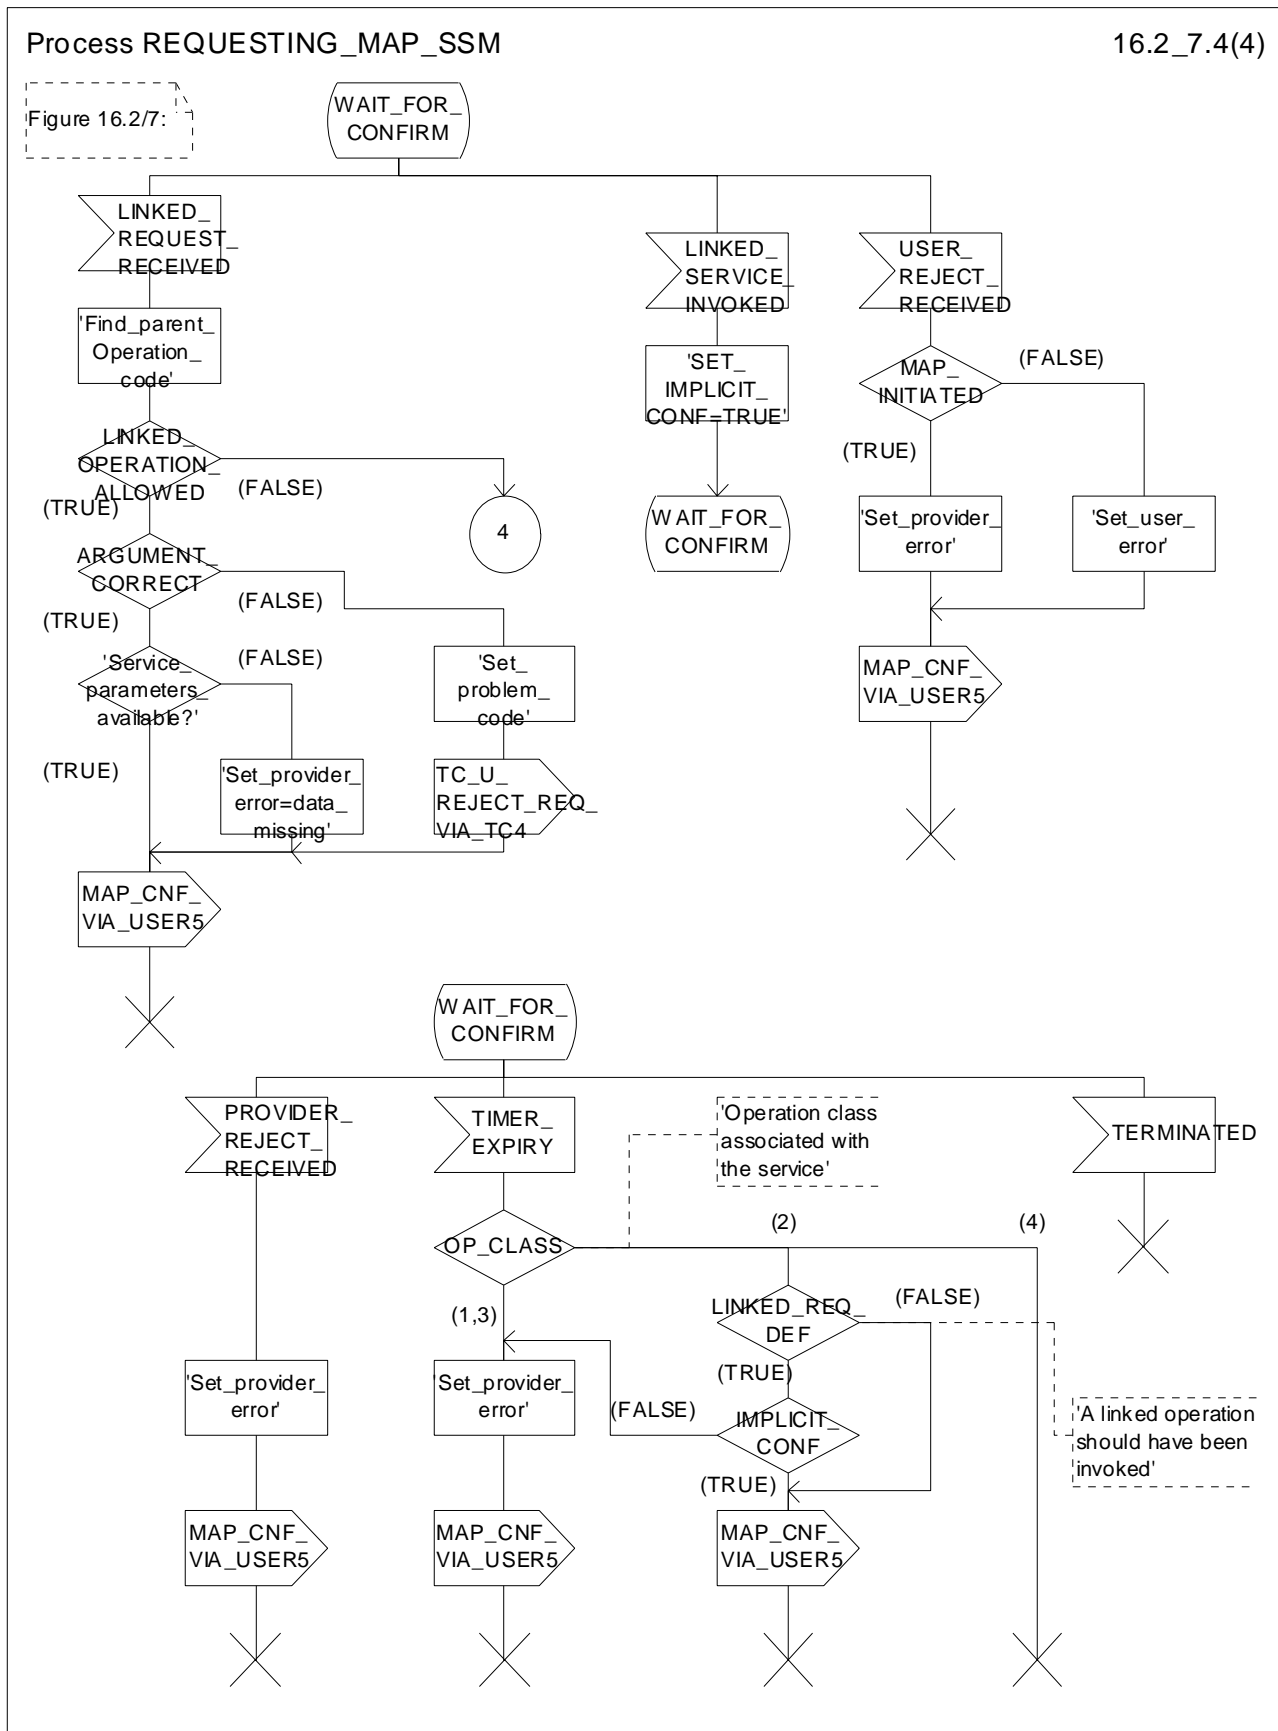 Process REQUESTING_MAP_SSM
16.2_7.4(4)
Figure 16.2/7:
WAIT_FOR_
CONFIRM
LINKED_
REQUEST_
RECEIVED
LINKED_
SERVICE_
INVOKED
USER_
REJECT_
RECEIVED
'Find_parent_
Operation_
code'
'SET_
IMPLICIT_
CONF=TRUE'
MAP_
INITIATED
(FALSE)
(TRUE)
LINKED_
OPERATION_
ALLOWED
(FALSE)
(TRUE)
4
WAIT_FOR_
CONFIRM
'Set_provider_
error'
'Set_user_
error'
ARGUMENT_
CORRECT
(FALSE)
(TRUE)
'Service_
parameters_
available?'
(FALSE)
(TRUE)
'Set_
problem_
code'
MAP_CNF_
VIA_USER5
'Set_provider_
error=data_
missing'
TC_U_
REJECT_REQ_
VIA_TC4
MAP_CNF_
VIA_USER5
WAIT_FOR_
CONFIRM
PROVIDER_
REJECT_
RECEIVED
TIMER_
EXPIRY
'Operation class
associated with
the service'
TERMINATED
OP_CLASS
(2)
(4)
(1,3)
LINKED_REQ_
DEF
(FALSE)
(TRUE)
'Set_provider_
error'
'Set_provider_
error'
(FALSE)
IMPLICIT_
CONF
(TRUE)
'A linked operation
should have been
invoked'
MAP_CNF_
VIA_USER5
MAP_CNF_
VIA_USER5
MAP_CNF_
VIA_USER5